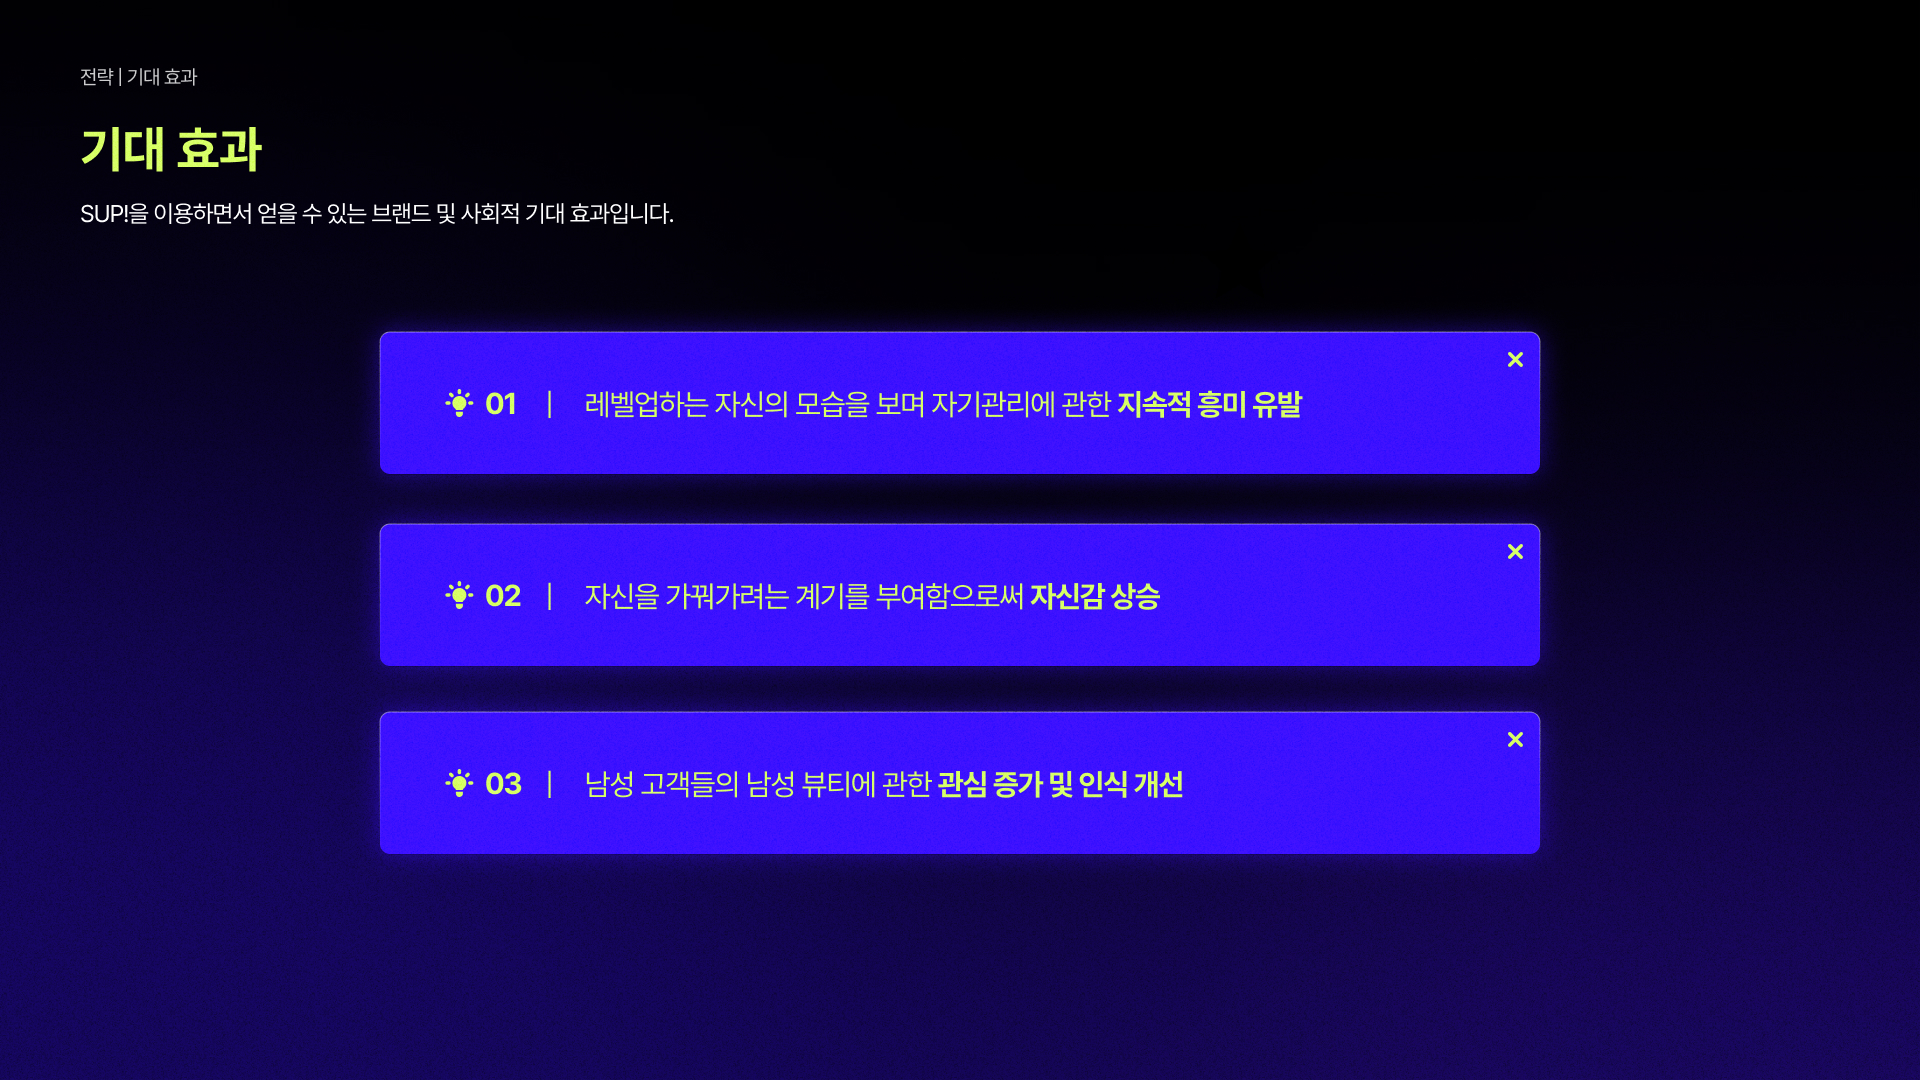 전략 | 기대 효과
기대 효과
SUP!을 이용하면서 얻을 수 있는 브랜드 및 사회적 기대 효과입니다.
01 | 레벨업하는 자신의 모습을 보며 자기관리에 관한 지속적 흥미 유발
02 | 자신을 가꿔가려는 계기를 부여함으로써 자신감 상승
03 | 남성 고객들의 남성 뷰티에 관한 관심 증가 및 인식 개선